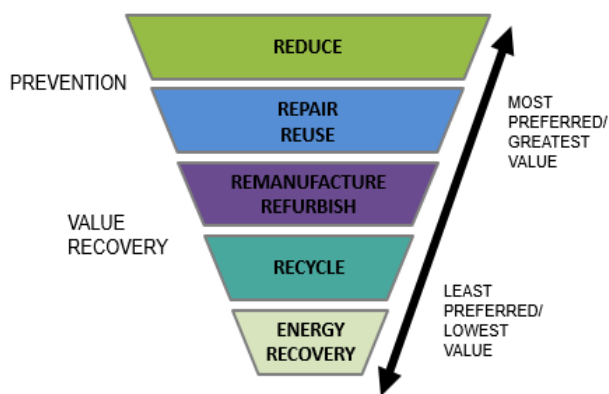 REDUCE
PREVENTION
REPAIR
REUSE
MOST
PREFERRED/
GREATEST
VALUE
REMANUFACTURE
REFURBISH
VALUE
RECOVERY
RECYCLE
LEAST
PREFERRED/
LOWEST
VALUE
ENERGY
RECOVERY